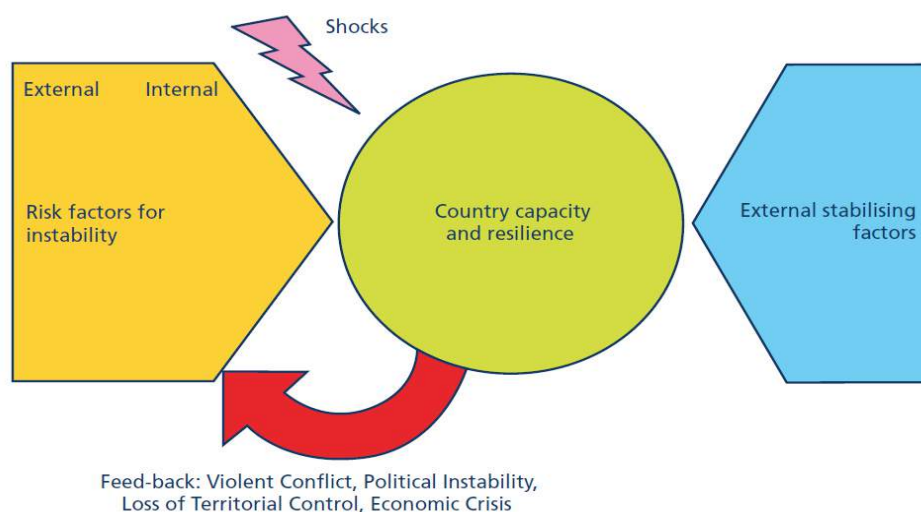 Shocks
External Internal
Risk factors for
instability
Country capacity
and resilience
External stabilising
factors
Feed-back: Violent Conflict, Political Instability,
Loss of Territorial Control, Economic Crisis